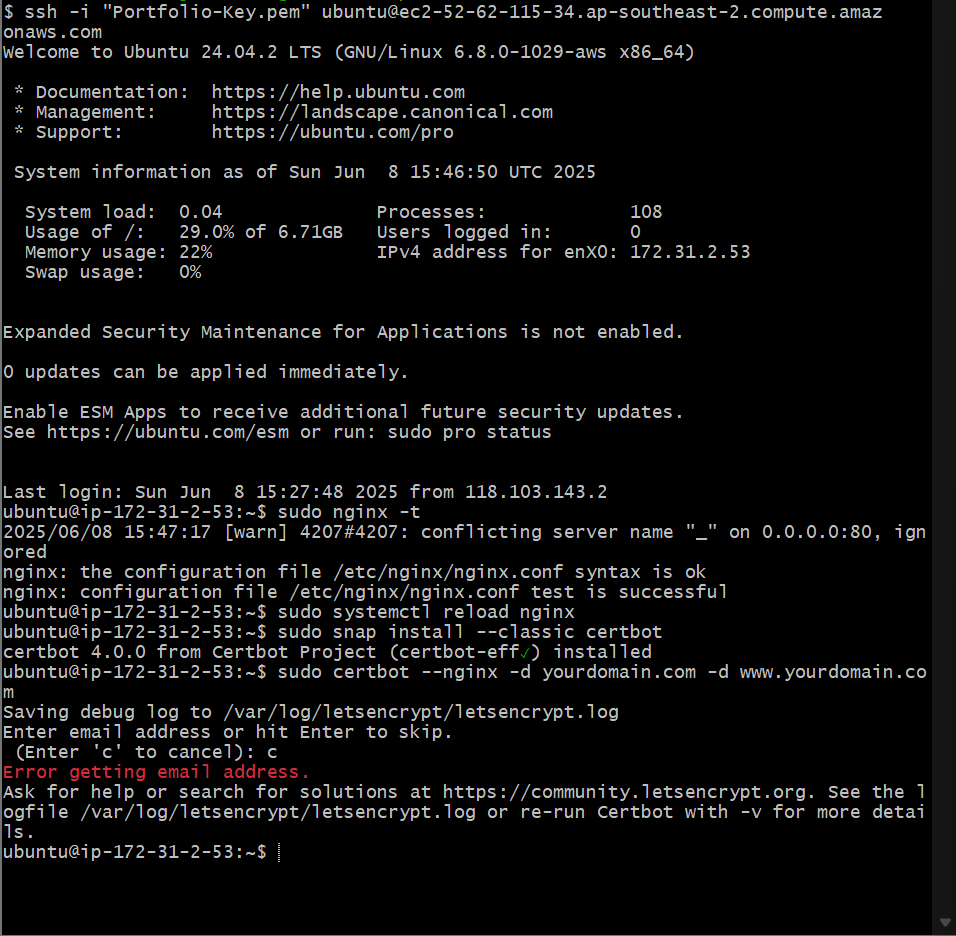 $ ssh -i "Portfolio-Key.pem" ubuntu@ec2-52-62-115-34.ap-southeast-2.compute.amaz
onaws.com
Welcome to Ubuntu 24.04.2 LTS (GNU/Linux 6.8.0-1029-aws x86_64)

 * Documentation:  https://help.ubuntu.com
 * Management:     https://landscape.canonical.com
 * Support:        https://ubuntu.com/pro

 System information as of Sun Jun  8 15:46:50 UTC 2025

  System load:  0.04              Processes:             108
  Usage of /:   29.0% of 6.71GB   Users logged in:       0
  Memory usage: 22%               IPv4 address for enX0: 172.31.2.53
  Swap usage:   0%

Expanded Security Maintenance for Applications is not enabled.

0 updates can be applied immediately.

Enable ESM Apps to receive additional future security updates.
See https://ubuntu.com/esm or run: sudo pro status

Last login: Sun Jun  8 15:27:48 2025 from 118.103.143.2
ubuntu@ip-172-31-2-53:~$ sudo nginx -t
2025/06/08 15:47:17 [warn] 4207#4207: conflicting server name "_" on 0.0.0.0:80, ign
ored
nginx: the configuration file /etc/nginx/nginx.conf syntax is ok
nginx: configuration file /etc/nginx/nginx.conf test is successful
ubuntu@ip-172-31-2-53:~$ sudo systemctl reload nginx
ubuntu@ip-172-31-2-53:~$ sudo snap install --classic certbot
certbot 4.0.0 from Certbot Project (certbot-eff✓) installed
ubuntu@ip-172-31-2-53:~$ sudo certbot --nginx -d yourdomain.com -d www.yourdomain.co
m
Saving debug log to /var/log/letsencrypt/letsencrypt.log
Enter email address or hit Enter to skip.
 (Enter 'c' to cancel): c
Error getting email address.
Ask for help or search for solutions at https://community.letsencrypt.org. See the l
ogfile /var/log/letsencrypt/letsencrypt.log or re-run Certbot with -v for more detai
ls.
ubuntu@ip-172-31-2-53:~$